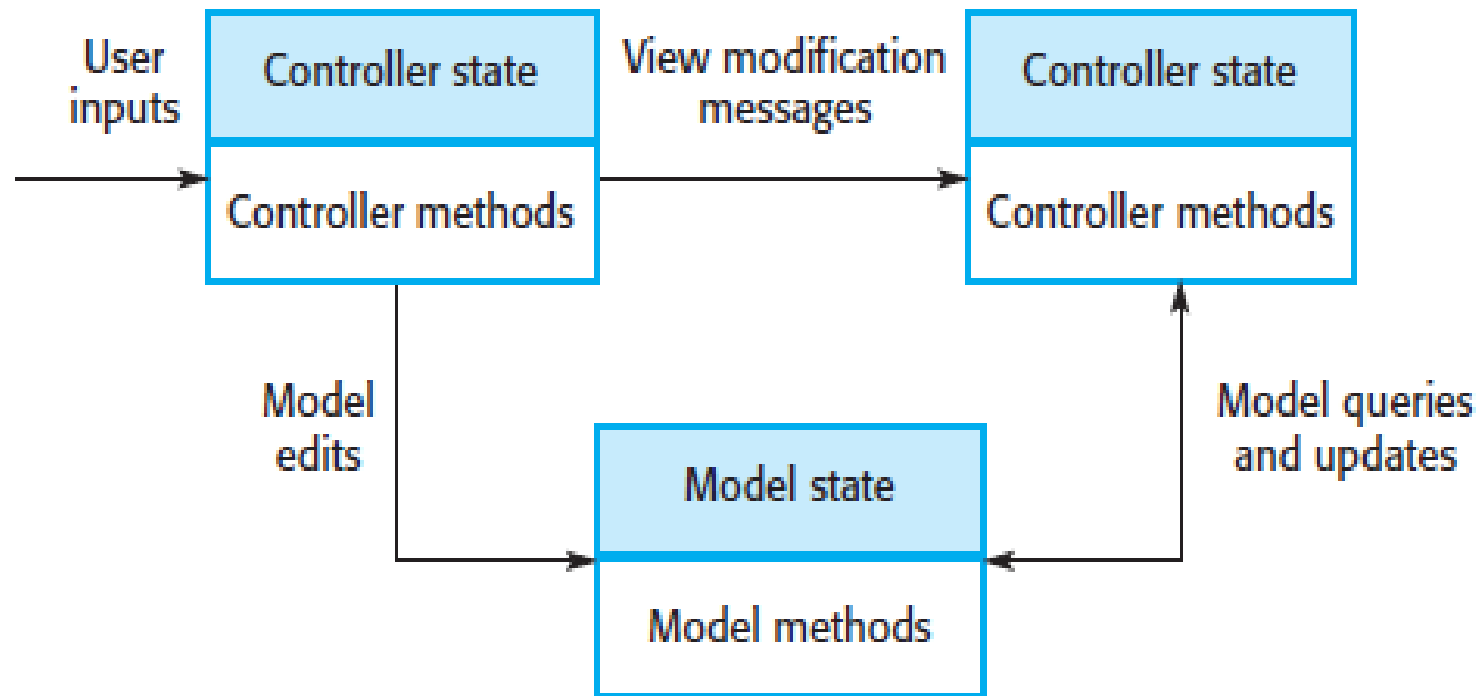 User
inputs
Controller state
Controller methods
View modification
messages
Controller state
Controller methods
Model
edits
Model state
Model methods
Model queries
and updates